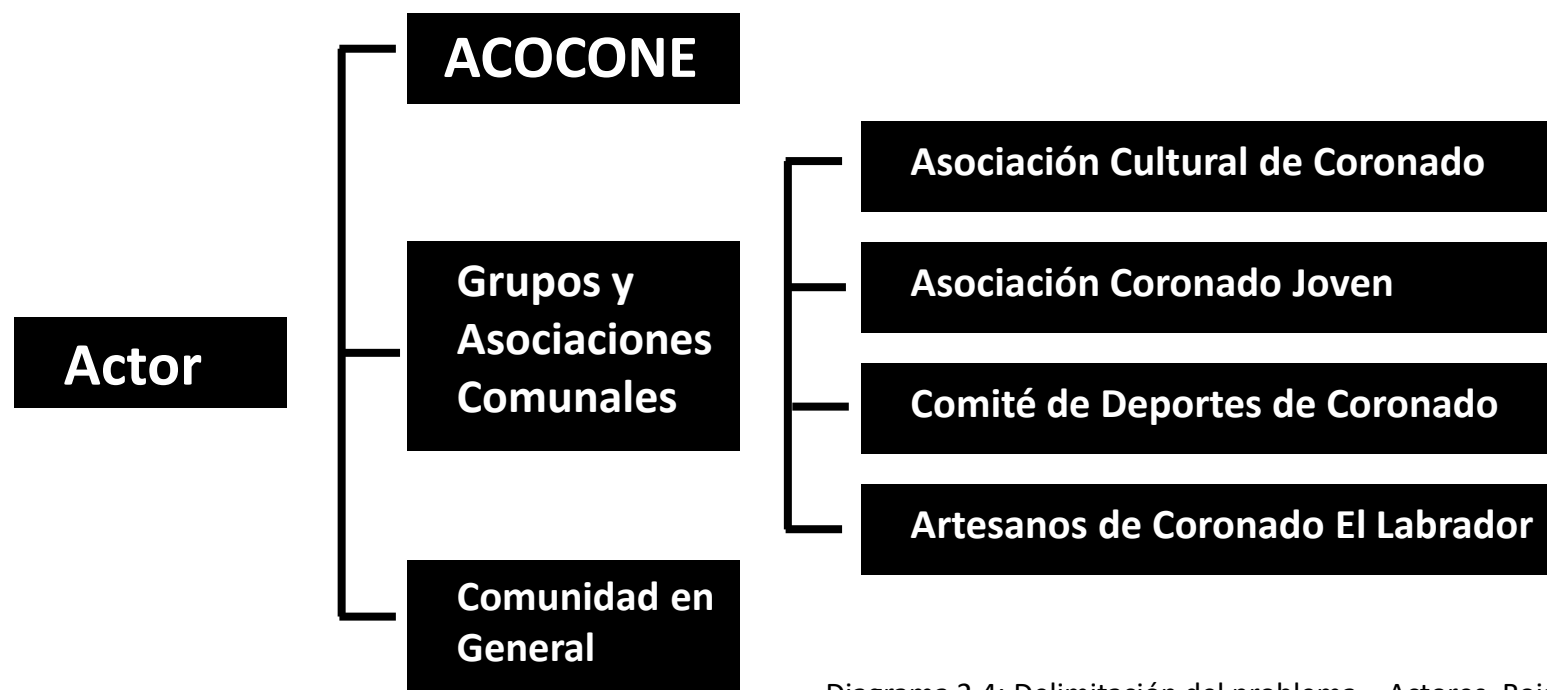 ACOCONE
Asociación Cultural de Coronado
Grupos y
Asociaciones
Comunales
Asociación Coronado Joven
Actor
Comité de Deportes de Coronado
Artesanos de Coronado El Labrador
Comunidad en
General
Diagrama 2.4: Delimitación del problema – Actores.